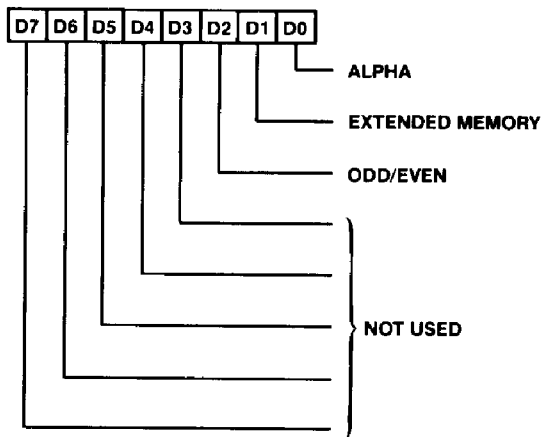 D7 D6 D5 D4 D3 D2 D1 D0
ALPHA
EXTENDED MEMORY
ODD/EVEN
NOT USED